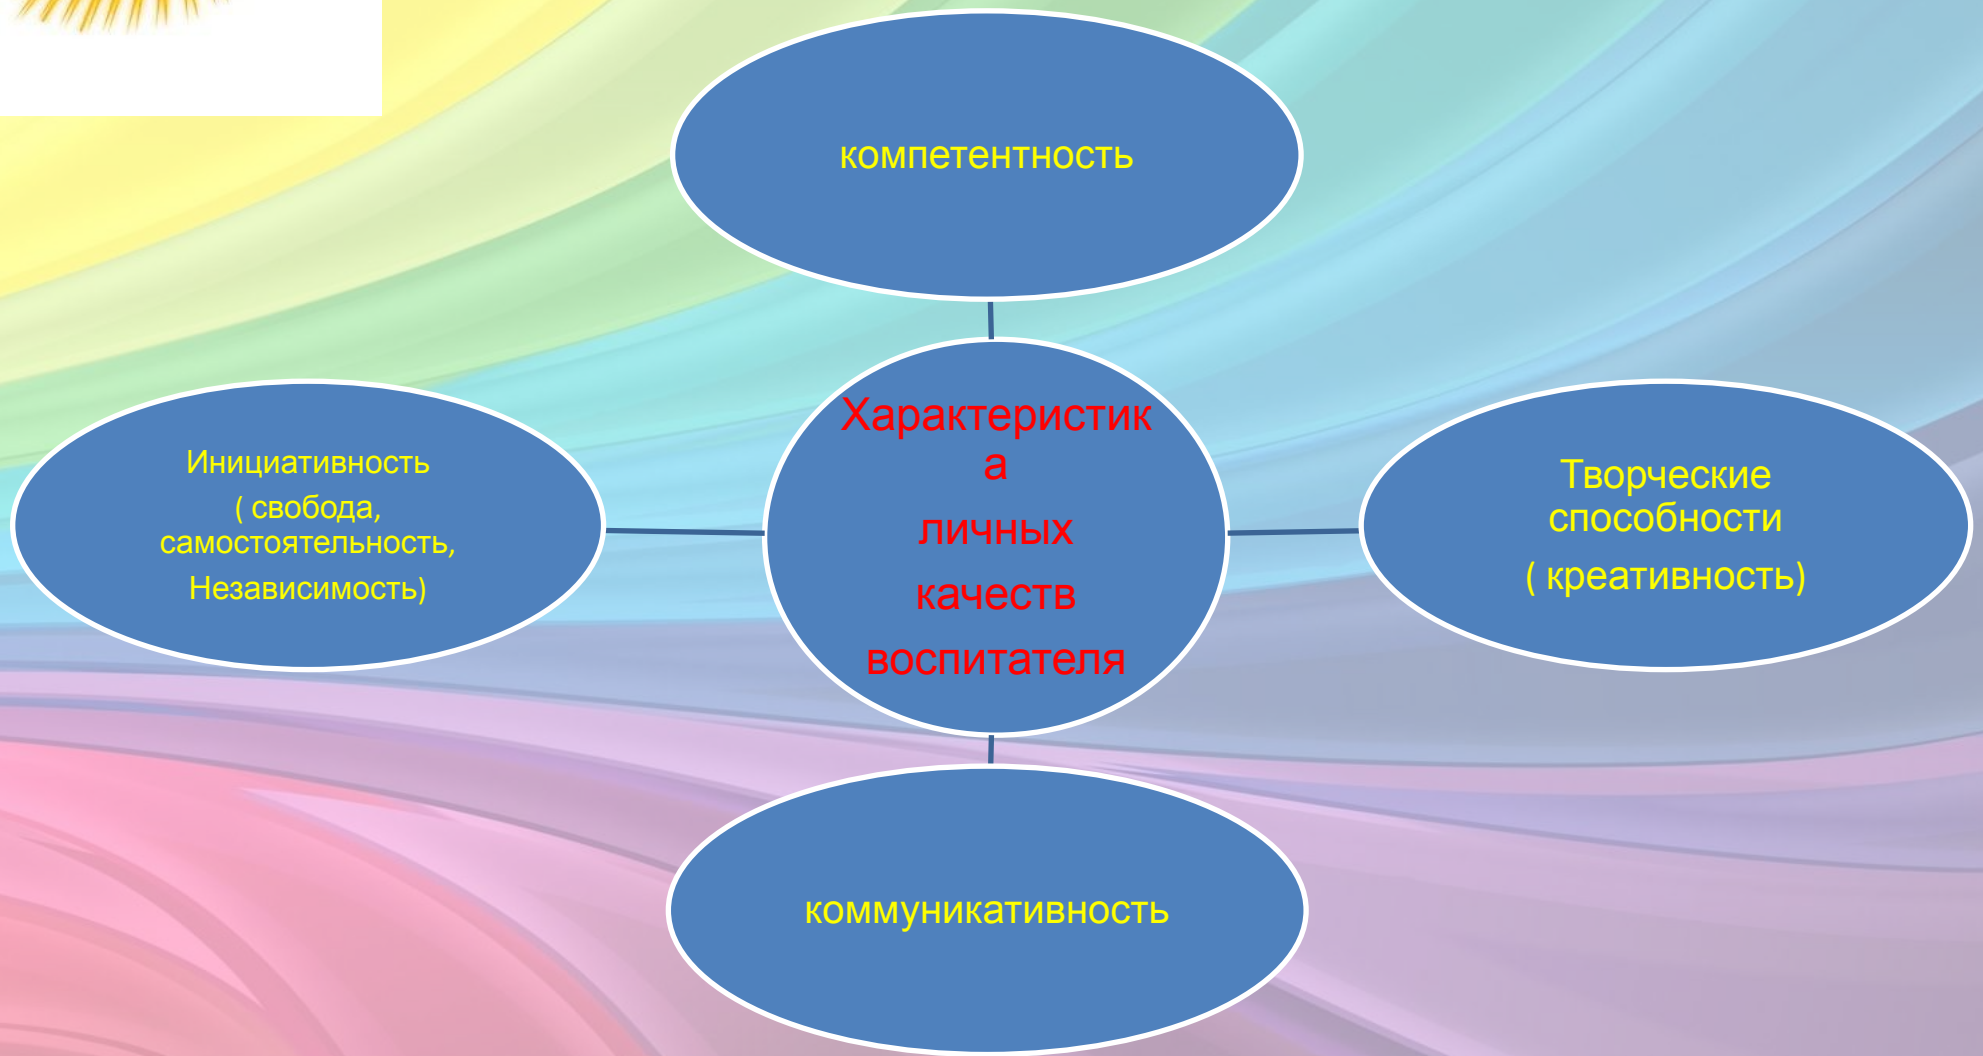 компетентность
Инициативность
( свобода,
самостоятельность,
Независимость)
Характеристик
а
личных
качеств
воспитателя
Творческие
способности
( креативность)
коммуникативность